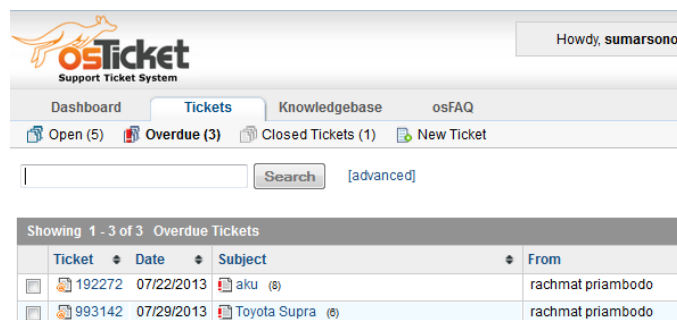 osTicket
Support Ticket System
Howdy, sumarsono
Dashboard Tickets Knowledgebase osFAQ
Open (5) Overdue (3) Closed Tickets (1) New Ticket
Search [advanced]
Showing 1 - 3 of 3 Overdue Tickets
Ticket Date Subject From
192272 07/22/2013 aku (8) rachmat priambodo
993142 07/29/2013 Toyota Supra (6) rachmat priambodo